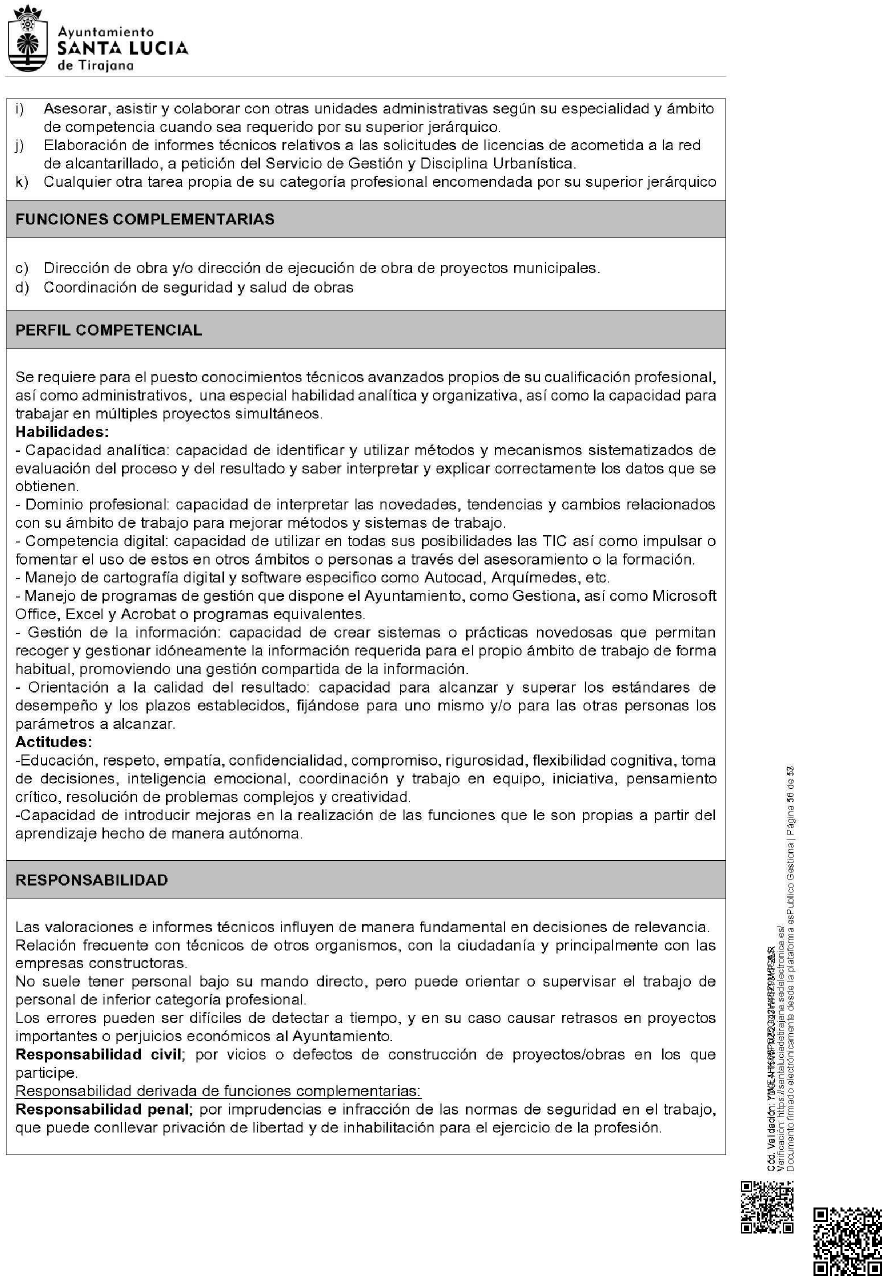 Ayuntamiento
SANTA LUCIA
de Tirajana
i) Asesorar, asistir y colaborar con otras unidades administrativas según su especialidad y ámbito
de competencia cuando sea requerido por su superior jerárquico.
j) Elaboración de informes técnicos relativos a las solicitudes de licencias de acometida a la red
de alcantarillado, a petición del Servicio de Gestión y Disciplina Urbanística.
k) Cualquier otra tarea propia de su categoría profesional encomendada por su superior jerárquico
FUNCIONES COMPLEMENTARIAS
c) Dirección de obra y/o dirección de ejecución de obra de proyectos municipales.
d) Coordinación de seguridad y salud de obras
PERFIL COMPETENCIAL
Se requiere para el puesto conocimientos técnicos avanzados propios de su cualificación profesional,
así como administrativos, una especial habilidad analítica y organizativa, así como la capacidad para
trabajar en múltiples proyectos simultáneos.
Habilidades:
- Capacidad analítica: capacidad de identificar y utilizar métodos y mecanismos sistematizados de
evaluación del proceso y del resultado y saber interpretar y explicar correctamente los datos que se
obtienen.
- Dominio profesional: capacidad de interpretar las novedades, tendencias y cambios relacionados
con su ámbito de trabajo para mejorar métodos y sistemas de trabajo.
- Competencia digital: capacidad de utilizar en todas sus posibilidades las TIC así como impulsar o
fomentar el uso de estos en otros ámbitos o personas a través del asesoramiento o la formación.
- Manejo de cartografía digital y software especifico como Autocad, Arquímedes, etc.
- Manejo de programas de gestión que dispone el Ayuntamiento, como Gestiona, así como Microsoft
Office, Excel y Acrobat o programas equivalentes.
- Gestión de la información: capacidad de crear sistemas o prácticas novedosas que permitan
recoger y gestionar idóneamente la información requerida para el propio ámbito de trabajo de forma
habitual, promoviendo una gestión compartida de la información.
- Orientación a la calidad del resultado: capacidad para alcanzar y superar los estándares de
desempeño y los plazos establecidos, fijándose para uno mismo y/o para las otras personas los
parámetros a alcanzar.
Actitudes:
-Educación, respeto, empatía, confidencialidad, compromiso, rigurosidad, flexibilidad cognitiva, toma
de decisiones, inteligencia emocional, coordinación y trabajo en equipo, iniciativa, pensamiento
crítico, resolución de problemas complejos y creatividad.
-Capacidad de introducir mejoras en la realización de las funciones que le son propias a partir del
aprendizaje hecho de manera autónoma.
RESPONSABILIDAD
Las valoraciones e informes técnicos influyen de manera fundamental en decisiones de relevancia.
Relación frecuente con técnicos de otros organismos, con la ciudadanía y principalmente con las
empresas constructoras.
No suele tener personal bajo su mando directo, pero puede orientar o supervisar el trabajo de
personal de inferior categoría profesional.
Los errores pueden ser difíciles de detectar a tiempo, y en su caso causar retrasos en proyectos
importantes o perjuicios económicos al Ayuntamiento.
Responsabilidad civil; por vicios o defectos de construcción de proyectos/obras en los que
participe.
Responsabilidad derivada de funciones complementarias:
Responsabilidad penal; por imprudencias e infracción de las normas de seguridad en el trabajo,
que puede conllevar privación de libertad y de inhabilitación para el ejercicio de la profesión.
Cód. Validación:
Verificación: https://santaluciadetirajana.sedelectronica.es/
Documento firmado electrónicamente desde la plataforma esPublico Gestiona | Página de